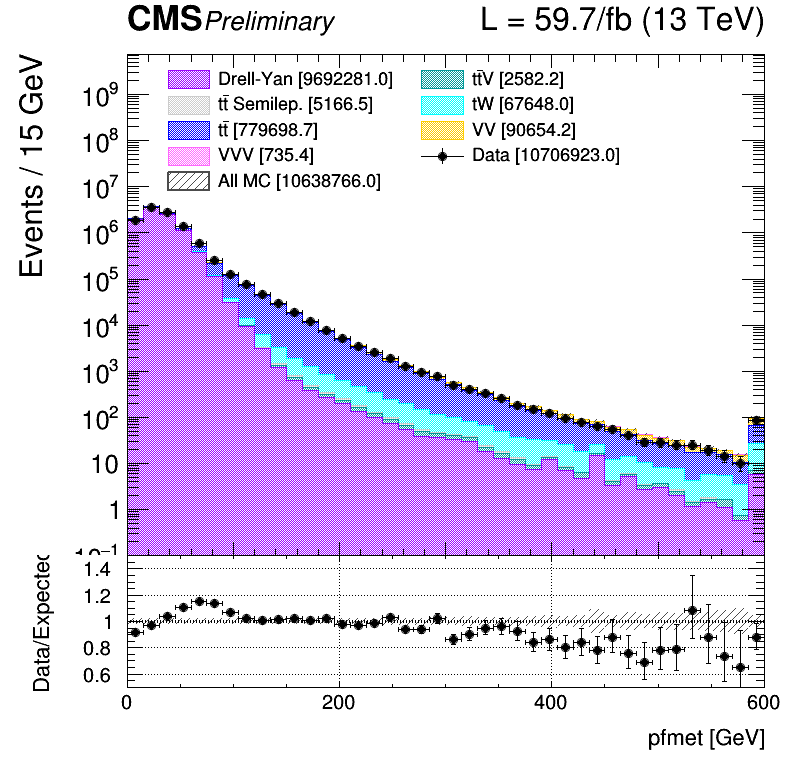 CMS Preliminary L = 59.7/fb (13 TeV)
Events / 15 GeV
Drell-Yan [9692281.0]
tt̄ Semilep. [5166.5]
tt̄ [779698.7]
VVV [735.4]
All MC [10638766.0]
tt̄V [2582.2]
tW [67648.0]
VV [90654.2]
Data [10706923.0]
10⁹
10⁸
10⁷
10⁶
10⁵
10⁴
10³
10²
10
1
10⁻¹
Data/Expected
1.4
1.2
1
0.8
0.6
0 200 400 600
pfmet [GeV]